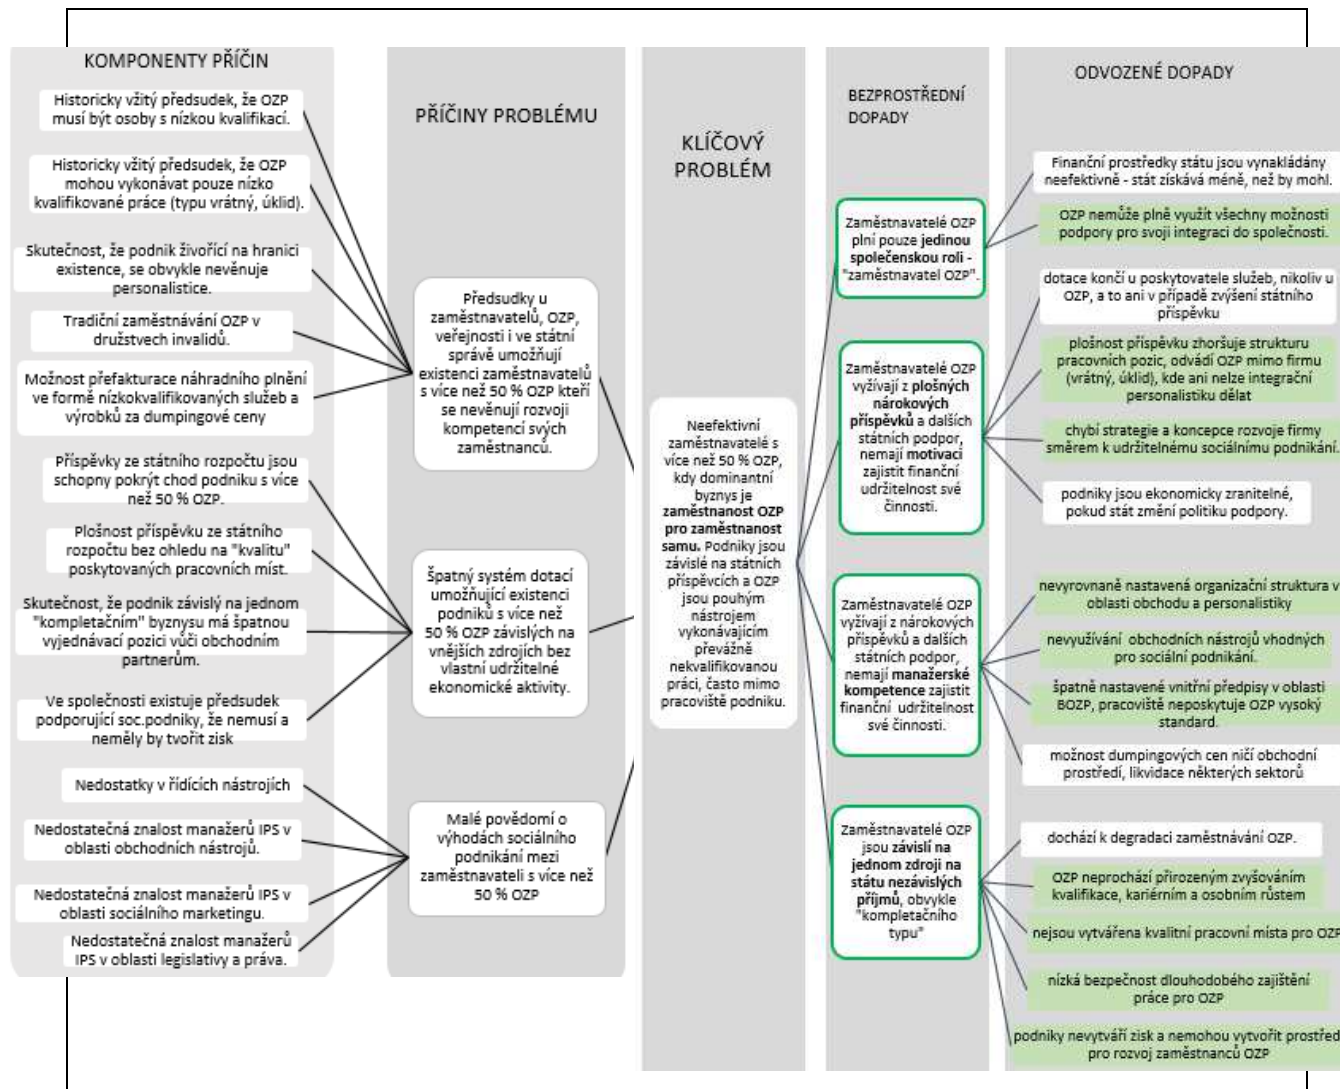 KOMPONENTY PŘÍČIN
Historicky vžitý předsudek, že OZP
musí být osoby s nízkou kvalifikací.
Historicky vžitý předsudek, že OZP
mohou vykonávat pouze nízko
kvalifikované práce (typu vrátný, úklid).
Skutečnost, že podnik živořící na hranici
existence, se obvykle nevěnuje
personalistice.
Tradiční zaměstnávání OZP v
družstvech invalidů.
Možnost přefakturace náhradního plnění
ve formě nízkokvalifikovaných služeb a
výrobků za dumpingové ceny
Příspěvky ze státního rozpočtu jsou
schopny pokrýt chod podniku s více
než 50 % OZP.
Plošnost příspěvku ze státního
rozpočtu bez ohledu na "kvalitu"
poskytovaných pracovních míst.
Skutečnost, že podnik závislý na jednom
"kompletačním" byznysu má špatnou
vyjednávací pozici vůči obchodním
partnerům.
Ve společnosti existuje předsudek
podporující soc.podniky, že nemusí a
neměly by tvořit zisk
Nedostatky v řídících nástrojích
Nedostatečná znalost manažerů IPS v
oblasti obchodních nástrojů.
Nedostatečná znalost manažerů IPS v
oblasti sociálního marketingu.
Nedostatečná znalost manažerů
IPS v oblasti legislativy a práva.
PŘÍČINY PROBLÉMU
Předsudky u
zaměstnavatelů, OZP,
veřejnosti i ve státní
správě umožňují
existenci zaměstnavatelů
s více než 50 % OZP kteří
se nevěnují rozvoji
kompetencí svých
zaměstnanců.
Špatný systém dotací
umožňující existenci
podniků s více než
50 % OZP závislých na
vnějších zdrojích bez
vlastní udržitelné
ekonomické aktivity.
Malé povědomí o
výhodách sociálního
podnikání mezi
zaměstnavateli s více než
50 % OZP
KLÍČOVÝ
PROBLÉM
Neefektivní
zaměstnavatelé s
více než 50 % OZP,
kdy dominantní
byznys je
zaměstnanost OZP
pro zaměstnanost
samu. Podniky jsou
závislé na státních
příspěvcích a OZP
jsou pouhým
nástrojem
vykonávajícím
převážně
nekvalifikovanou
práci, často mimo
pracoviště podniku.
BEZPROSTŘEDNÍ
DOPADY
Zaměstnavatelé OZP
plní pouze jedinou
společenskou roli -
"zaměstnavatel OZP".
Zaměstnavatelé OZP
vyžívají z plošných
nárokových
příspěvků a dalších
státních podpor,
nemají motivaci
zajistit finanční
udržitelnost své
činnosti.
Zaměstnavatelé OZP
vyžívají z nárokových
příspěvků a dalších
státních podpor,
nemají manažerské
kompetence zajistit
finanční udržitelnost
své činnosti.
Zaměstnavatelé OZP
jsou závislí na
jednom zdroji na
státu nezávislých
příjmů, obvykle
"kompletačního
typu"
ODVOZENÉ DOPADY
Finanční prostředky státu jsou vynakládány
neefektivně - stát získává méně, než by mohl.
OZP nemůže plně využít všechny možnosti
podpory pro svoji integraci do společnosti.
dotace končí u poskytovatele služeb, nikoliv u
OZP, a to ani v případě zvýšení státního
příspěvku
plošnost příspěvku zhoršuje strukturu
pracovních pozic, odvádí OZP mimo firmu
(vrátný, úklid), kde ani nelze integrační
personalistiku dělat
chybí strategie a koncepce rozvoje firmy
směrem k udržitelnému sociálnímu podnikání.
podniky jsou ekonomicky zranitelné,
pokud stát změní politiku podpory.
nevyrovnaně nastavená organizační struktura v
oblasti obchodu a personalistiky
nevyužívání obchodních nástrojů vhodných
pro sociální podnikání.
špatně nastavené vnitřní předpisy v oblasti
BOZP, pracoviště neposkytuje OZP vysoký
standard.
možnost dumpingových cen ničí obchodní
prostředí, likvidace některých sektorů
dochází k degradaci zaměstnávání OZP.
OZP neprochází přirozeným zvyšováním
kvalifikace, kariérním a osobním růstem
nejsou vytvářena kvalitní pracovní místa pro OZP
nízká bezpečnost dlouhodobého zajištění
práce pro OZP
podniky nevytváří zisk a nemohou vytvořit prostřed
pro rozvoj zaměstnanců OZP